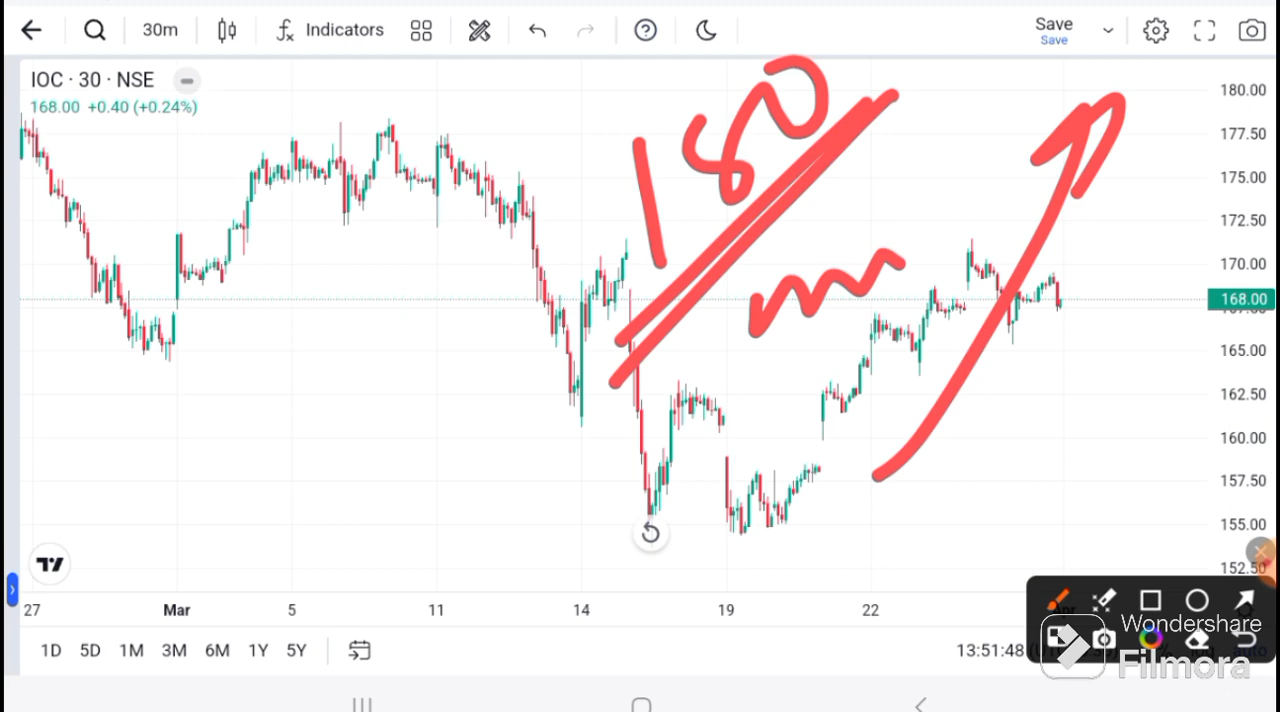 30m
Indicators
Save
Save
IOC · 30 · NSE
168.00 +0.40 (+0.24%)
180
180.00
177.50
175.00
172.50
170.00
168.00
165.00
162.50
160.00
157.50
155.00
152.50
27 Mar 5 11 14 19 22
1D 5D 1M 3M 6M 1Y 5Y
13:51:48
Wondershare
Filmora